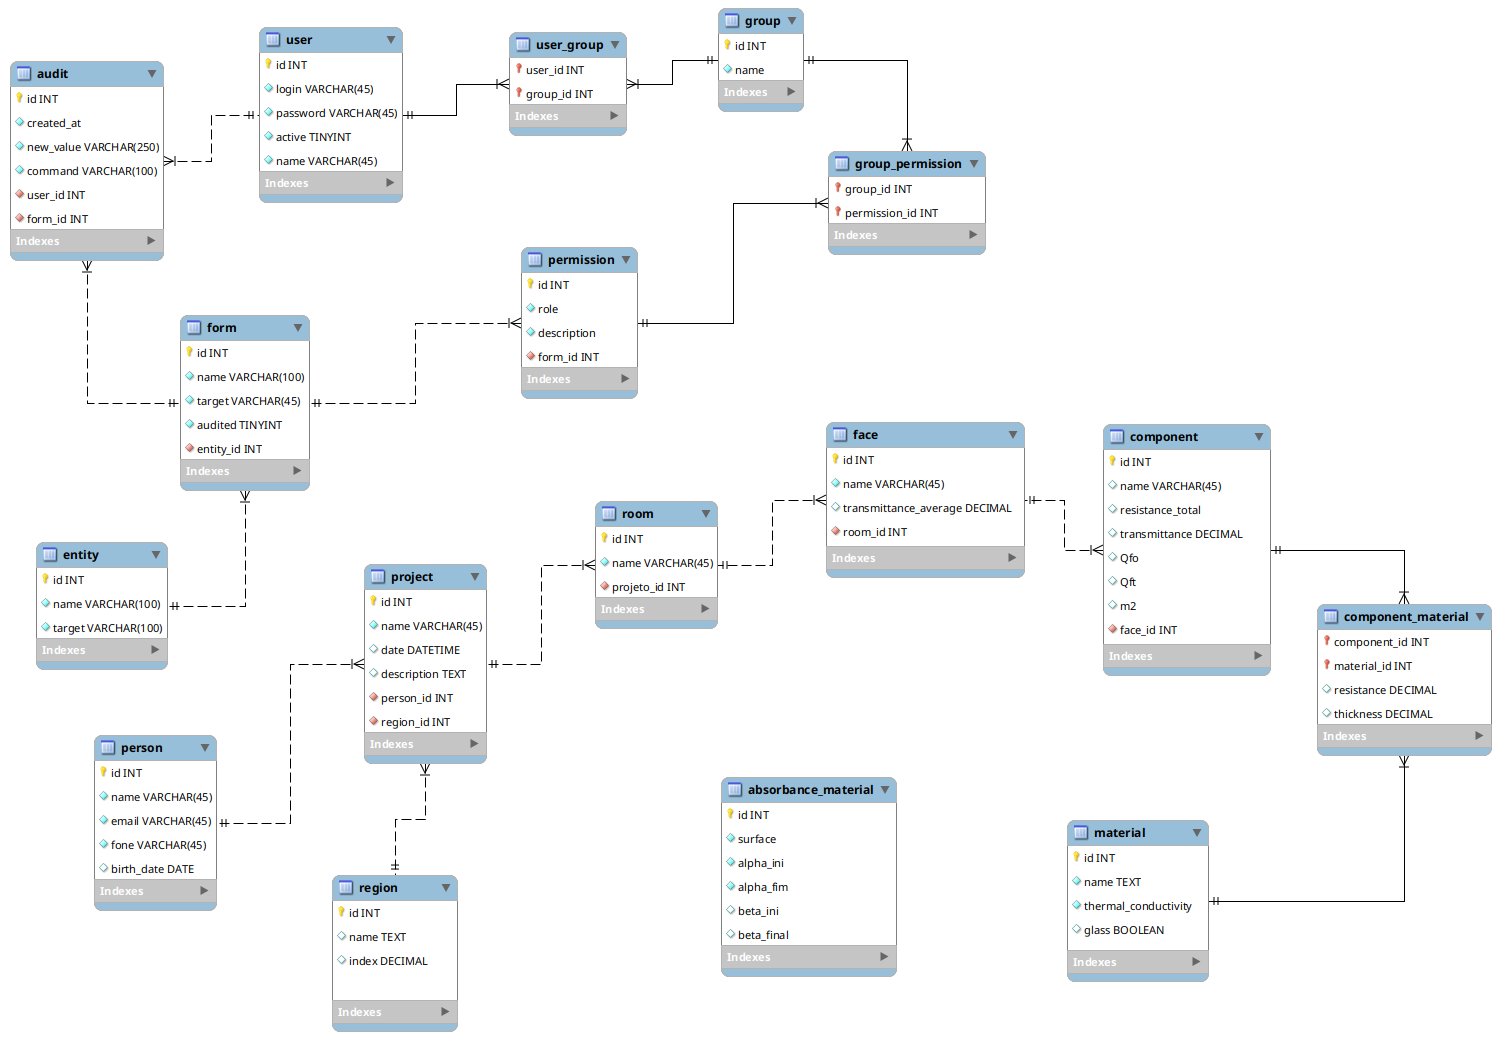 group
id INT
name
Indexes
user
id INT
login VARCHAR(45)
password VARCHAR(45)
active TINYINT
name VARCHAR(45)
Indexes
user_group
user_id INT
group_id INT
Indexes
audit
id INT
created_at
new_value VARCHAR(250)
command VARCHAR(100)
user_id INT
form_id INT
Indexes
group_permission
group_id INT
permission_id INT
Indexes
permission
id INT
role
description
form_id INT
Indexes
form
id INT
name VARCHAR(100)
target VARCHAR(45)
audited TINYINT
entity_id INT
Indexes
face
id INT
name VARCHAR(45)
transmittance_average DECIMAL
room_id INT
Indexes
component
id INT
name VARCHAR(45)
resistance_total
transmittance DECIMAL
Qfo
Qft
m2
face_id INT
Indexes
room
id INT
name VARCHAR(45)
projeto_id INT
Indexes
entity
id INT
name VARCHAR(100)
target VARCHAR(100)
Indexes
project
id INT
name VARCHAR(45)
date DATETIME
description TEXT
person_id INT
region_id INT
Indexes
component_material
component_id INT
material_id INT
resistance DECIMAL
thickness DECIMAL
Indexes
person
id INT
name VARCHAR(45)
email VARCHAR(45)
fone VARCHAR(45)
birth_date DATE
Indexes
absorbance_material
id INT
surface
alpha_ini
alpha_fim
beta_ini
beta_final
Indexes
material
id INT
name TEXT
thermal_conductivity
glass BOOLEAN
Indexes
region
id INT
name TEXT
index DECIMAL
Indexes